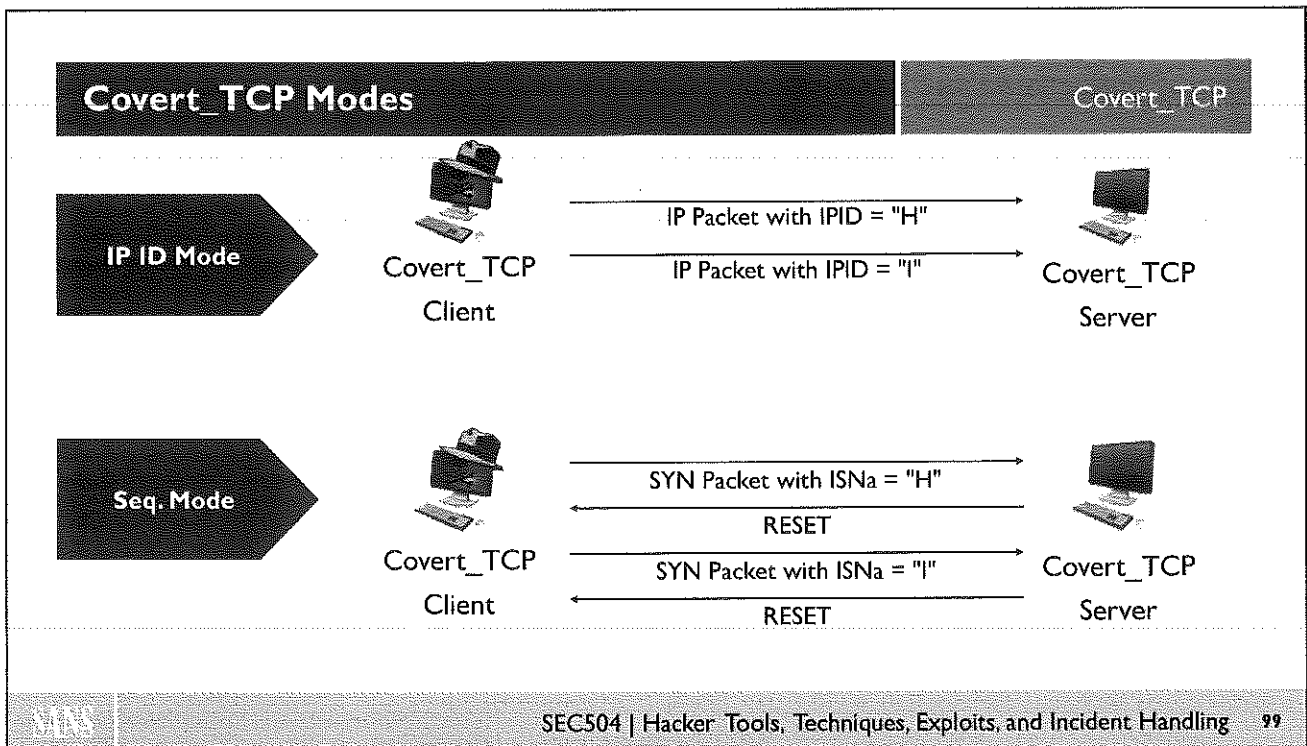 Covert_TCP Modes
Covert_TCP
IP ID Mode
IP Packet with IPID = "H"
IP Packet with IPID = "I"
Covert_TCP
Client
Covert_TCP
Server
Seq. Mode
SYN Packet with ISNa = "H"
RESET
SYN Packet with ISNa = "I"
RESET
Covert_TCP
Client
Covert_TCP
Server
SANS
SEC504 | Hacker Tools, Techniques, Exploits, and Incident Handling 99